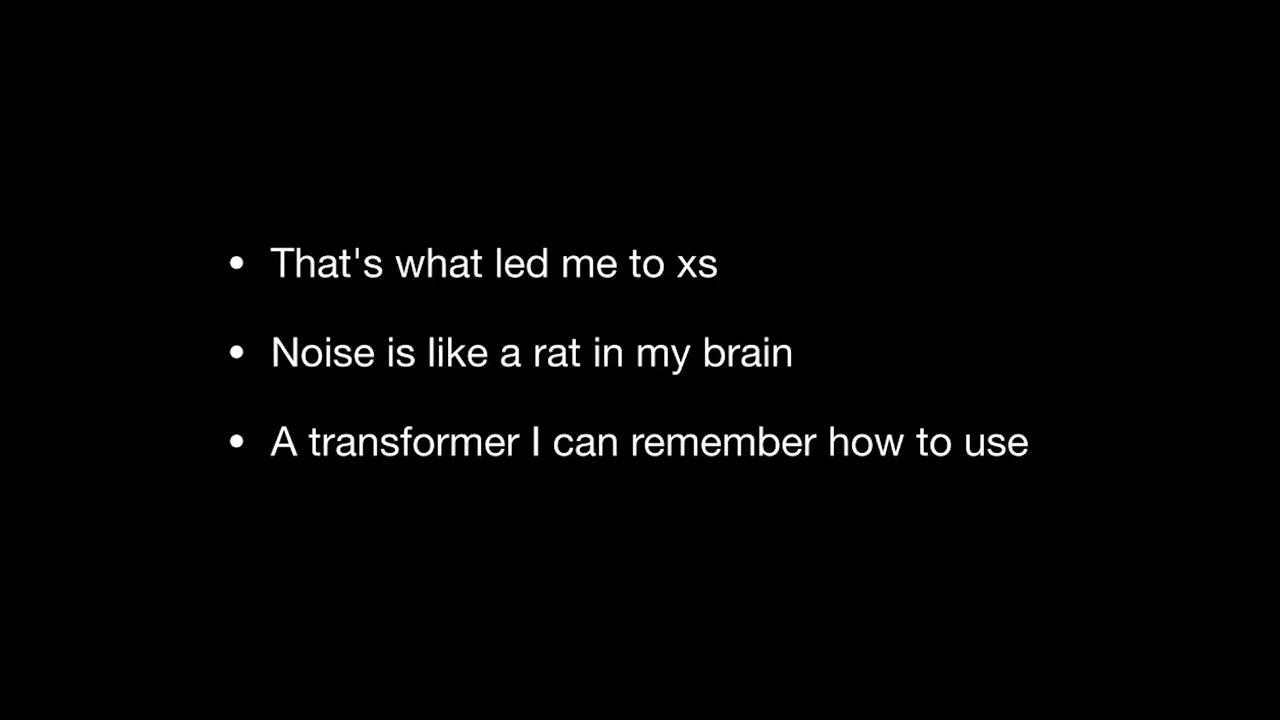 • That's what led me to xs
• Noise is like a rat in my brain
• A transformer I can remember how to use